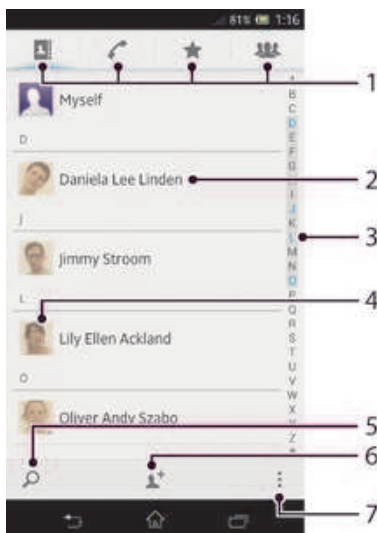 81% 1:16
1
Myself
B
C
D
D
E
F
G
2
Daniela Lee Linden
I
J
J
K
3
L
M
N
Jimmy Stroom
O
P
4
L
Q
R
S
Lily Ellen Ackland
T
U
V
O
W
X
Oliver Andy Szabo
Y
Z
5
6
7